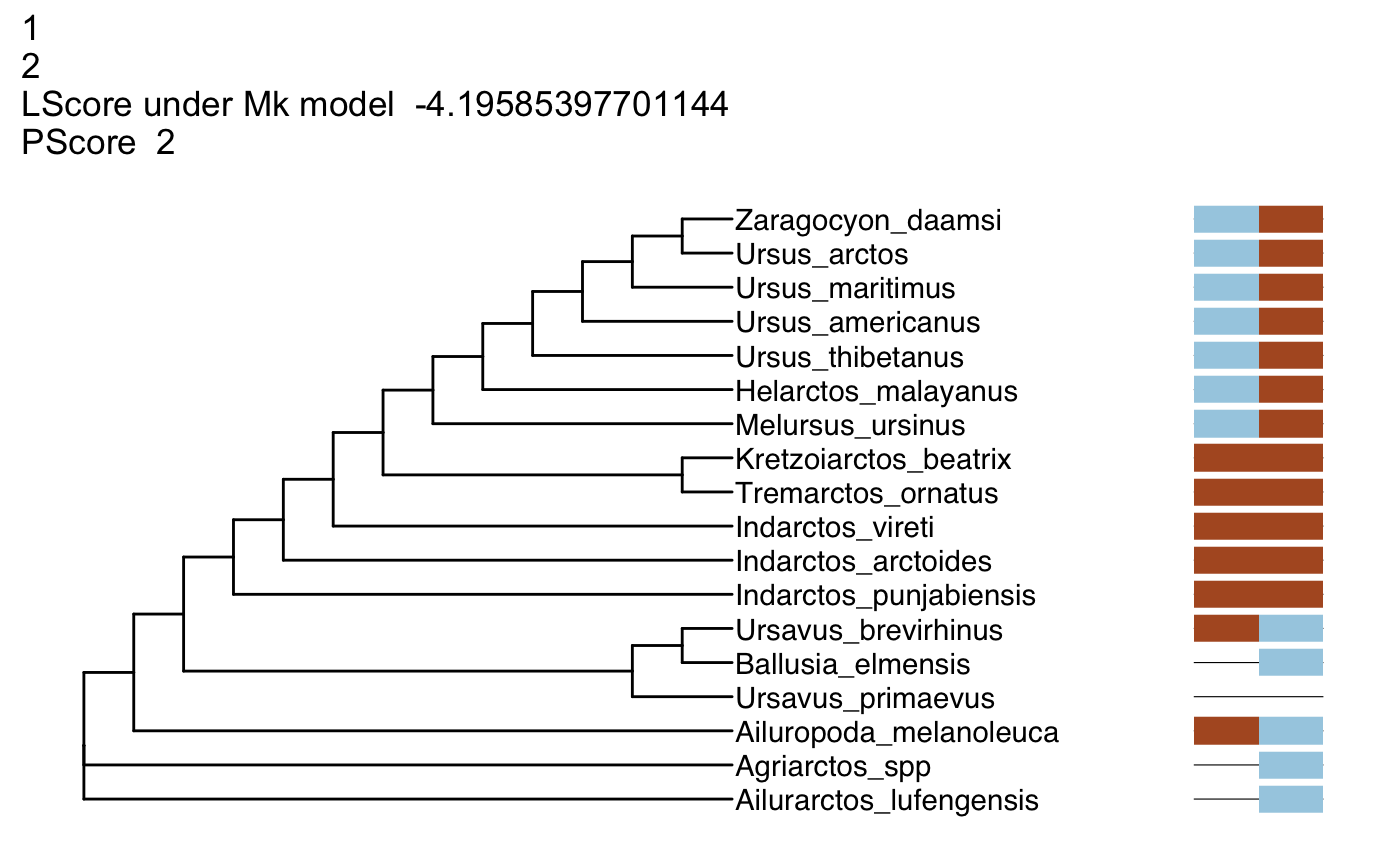 1
2
LScore under Mk model -4.19585397701144
PScore 2
Zaragocyon_daamsi
Ursus_arctos
Ursus_maritimus
Ursus_americanus
Ursus_thibetanus
Helarctos_malayanus
Melursus_ursinus
Kretzoiarctos_beatrix
Tremarctos_ornatus
Indarctos_vireti
Indarctos_arctoides
Indarctos_punjabiensis
Ursavus_brevirhinus
Ballusia_elmensis
Ursavus_primaevus
Ailuropoda_melanoleuca
Agriarctos_spp
Ailurarctos_lufengensis